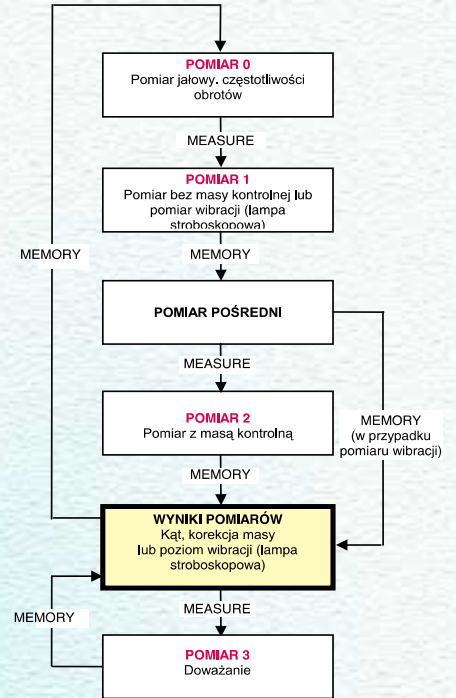 POMIAR 0
Pomiar jałowy. częstotliwości
obrotów
MEASURE
POMIAR 1
Pomiar bez masy kontrolnej lub
pomiar wibracji (lampa
stroboskopowa)
MEMORY
MEMORY
POMIAR POŚREDNI
MEASURE
POMIAR 2
Pomiar z masą kontrolną
MEMORY
(w przypadku
pomiaru wibracji)
MEMORY
WYNIKI POMIARÓW
Kąt, korekcja masy
lub poziom wibracji (lampa
stroboskopowa)
MEASURE
MEMORY
POMIAR 3
Doważanie